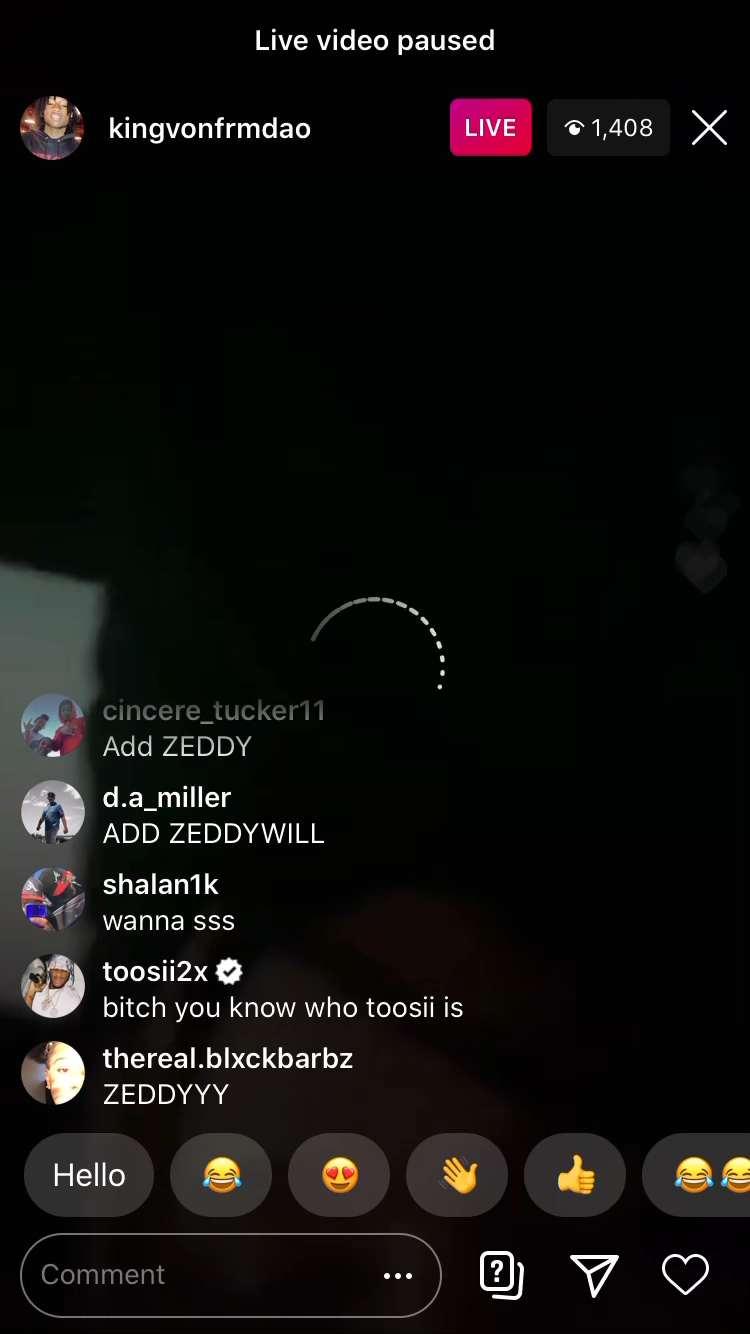 Live video paused
kingvonfrmdao
LIVE
1,408
cincere_tucker11
Add ZEDDY
d.a_miller
ADD ZEDDYWILL
shalan1k
wanna sss
toosii2x
bitch you know who toosii is
thereal.blxckbarbz
ZEDDYYY
Hello 😂 😍 👋 👍 😂😂
Comment